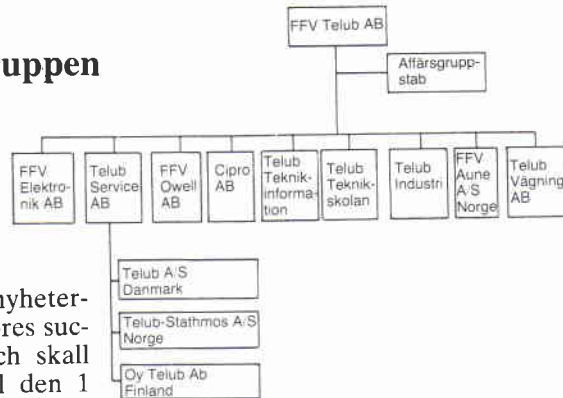 uppen
FFV Telub AB
Affärsgrupp-
stab
FFV
Elektro-
nik AB
Telub
Service
AB
FFV
Owell
AB
Cipro
AB
Telub
Teknik-
informa-
tion
Telub
Teknik-
skolan
Telub
Industri
FFV
Aune
A/S
Norge
Telub
Vägning
AB
Telub A/S
Danmark
Telub-Stathmos A/S
Norge
Oy Telub Ab
Finland
nyheter-
ores suc-
ch skall
l den 1